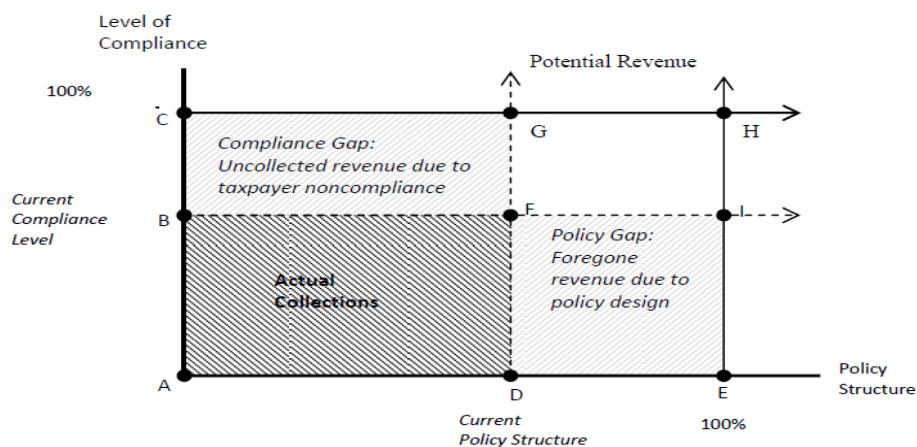 Level of
Compliance
Potential Revenue
100%
C
G
H
Compliance Gap:
Uncollected revenue due to
taxpayer noncompliance
Current
Compliance
Level
B
F
I
Policy Gap:
Foregone
revenue due to
policy design
Actual
Collections
A
D
E
Policy
Structure
Current
Policy Structure
100%